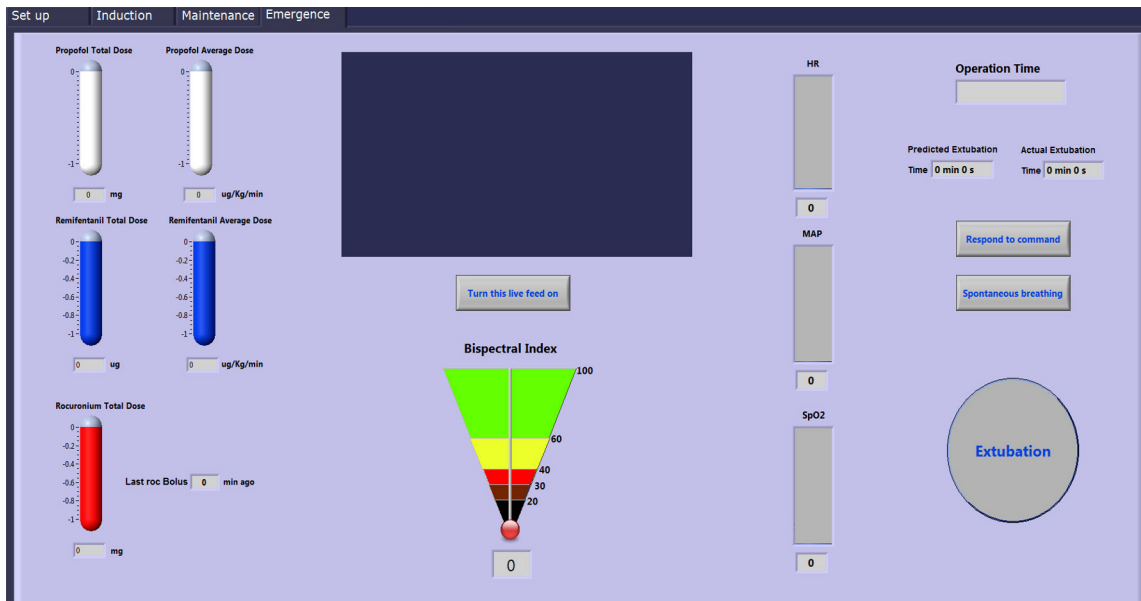 Set up Induction Maintenance Emergence
Propofol Total Dose Propofol Average Dose
0 0
-1 -1
0 mg 0 ug/Kg/min
Remifentanil Total Dose Remifentanil Average Dose
0 0
-0.2 -0.2
-0.4 -0.4
-0.6 -0.6
-0.8 -0.8
-1 -1
0 ug 0 ug/Kg/min
Rocuronium Total Dose
0
-0.2
-0.4
-0.6
-0.8
-1
0 mg
Last roc Bolus 0 min ago
Turn this live feed on
Bispectral Index
100
60
40
30
20
0
HR
0
MAP
0
SpO2
0
Operation Time
Predicted Extubation
Time 0 min 0 s
Actual Extubation
Time 0 min 0 s
Respond to command
Spontaneous breathing
Extubation